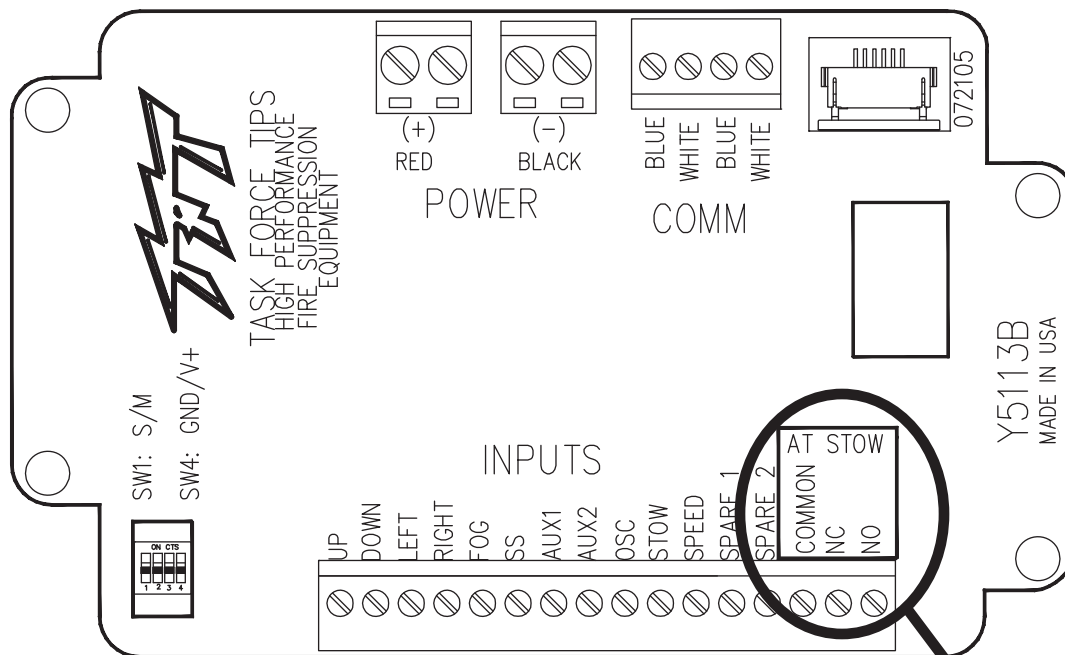 (+)
RED
(-)
BLACK
POWER
BLUE
WHITE
BLUE
WHITE
COMM
072105
TFT
TASK FORCE TIPS
HIGH PERFORMANCE
FIRE SUPPRESSION
EQUIPMENT
SW1: S/M
SW4: GND/V+
ON CTS
1 2 3 4
INPUTS
UP
DOWN
LEFT
RIGHT
FOG
SS
AUX1
AUX2
OSC
STOW
SPEED
SPARE 1
SPARE 2
AT STOW
COMMON
NC
NO
Y5113B
MADE IN USA